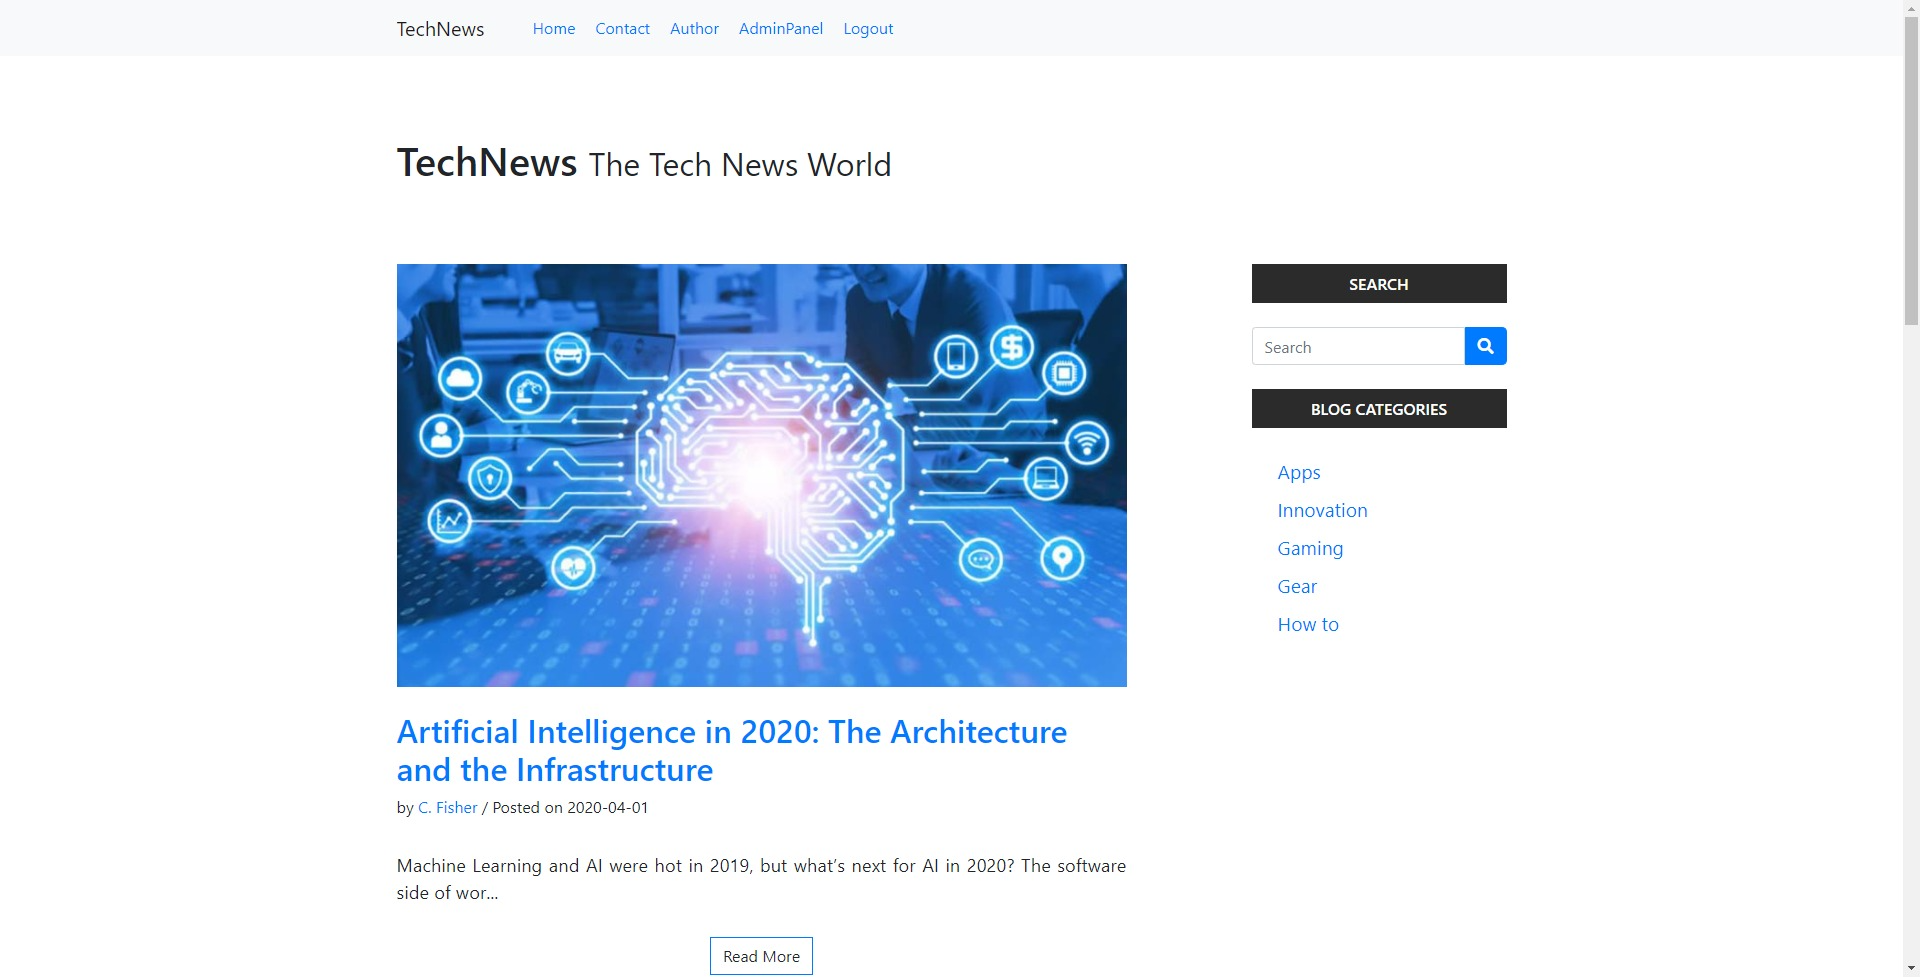 TechNews Home Contact Author AdminPanel Logout
TechNews The Tech News World
SEARCH
Search
BLOG CATEGORIES
Apps
Innovation
Gaming
Gear
How to
Artificial Intelligence in 2020: The Architecture
and the Infrastructure
by C. Fisher / Posted on 2020-04-01
Machine Learning and AI were hot in 2019, but what’s next for AI in 2020? The software
side of wor...
Read More